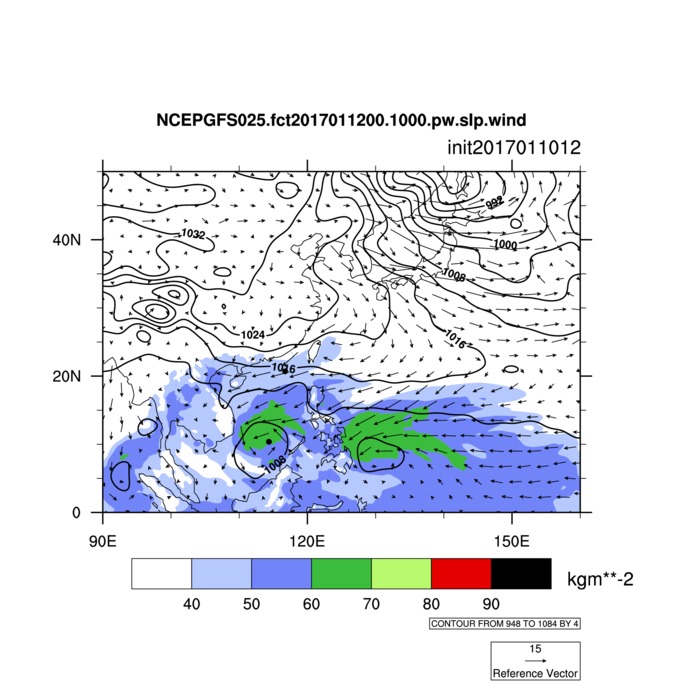 NCEPGFS025.fct2017011200.1000.pw.slp.wind
init2017011012
992
1032
40N
1000
1008
1024
1016
1016
20N
1008
0
90E 120E 150E
kgm**-2
40 50 60 70 80 90
CONTOUR FROM 948 TO 1084 BY 4
15
Reference Vector